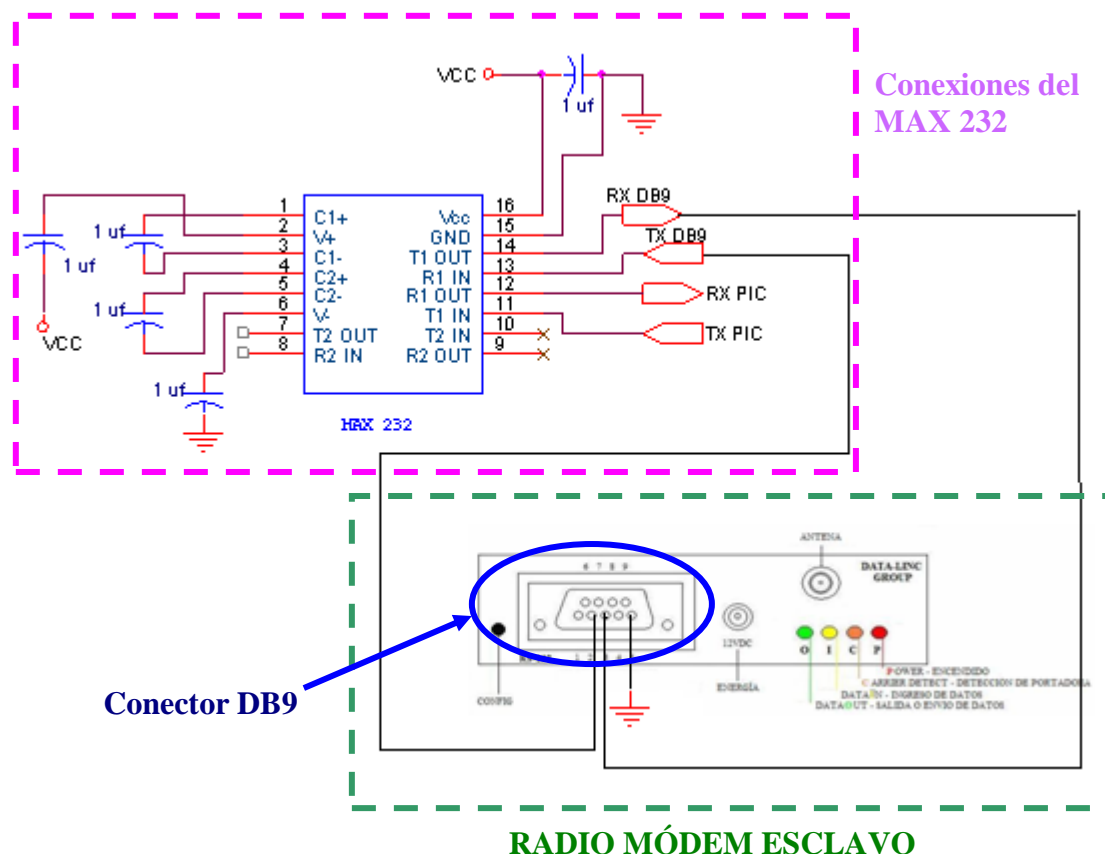 VCC
1 uf
Conexiones del
MAX 232
RX DB9
TX DB9
RX PIC
TX PIC
1 C1+
2 V+
3 C1-
4 C2+
5 C2-
6 V-
7 T2 OUT
8 R2 IN
16 Vcc
15 GND
14 T1 OUT
13 R1 IN
12 R1 OUT
11 T1 IN
10 T2 IN
9 R2 OUT
1 uf
1 uf
1 uf
VCC
1 uf
MAX 232
ANTENA
DATA-LINC
GROUP
6 7 8 9
12VDC
O I C P
ENERGÍA
CONFIG
POWER - ENCENDIDO
CARRIER DETECT - DETECCION DE PORTADORA
DATA IN - INGRESO DE DATOS
DATA OUT - SALIDA O ENVIO DE DATOS
Conector DB9
RADIO MÓDEM ESCLAVO